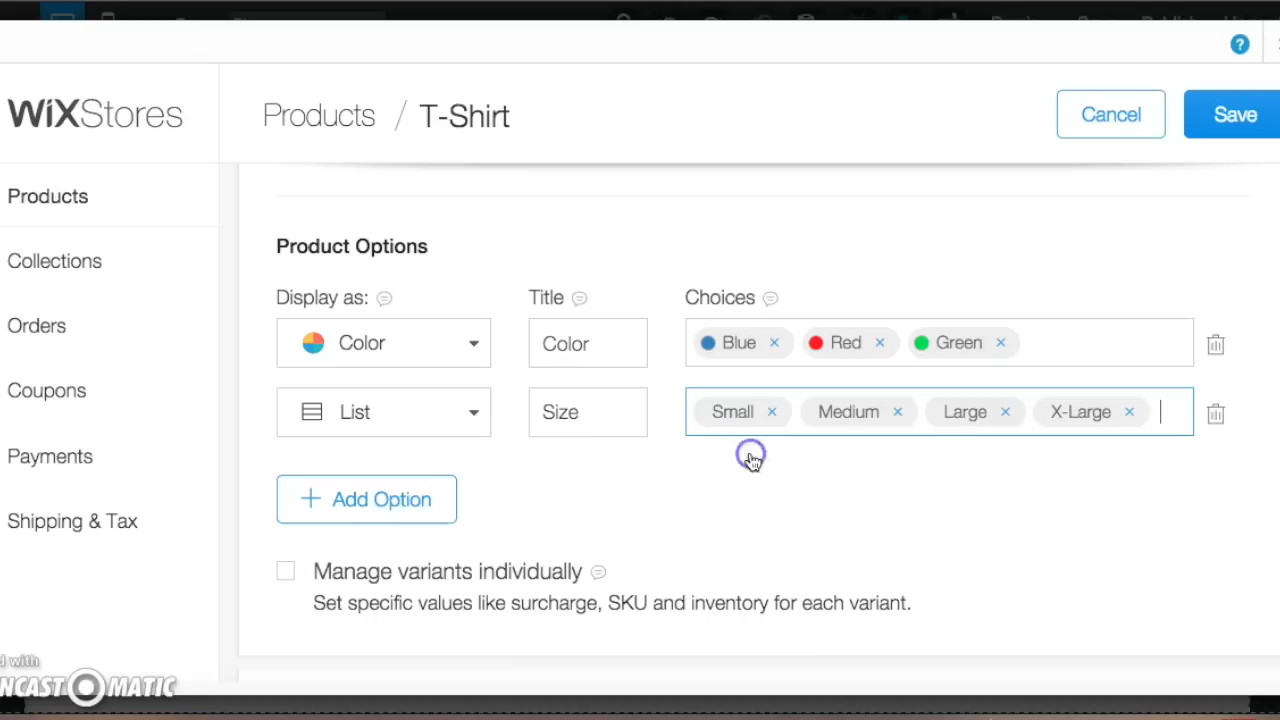 ?
WiXStores
Products / T-Shirt
Cancel
Save
Products
Collections
Orders
Coupons
Payments
Shipping & Tax
Product Options
Display as:
Title
Choices
Color
Color
Blue ×
Red ×
Green ×
List
Size
Small ×
Medium ×
Large ×
X-Large ×
+ Add Option
Manage variants individually
Set specific values like surcharge, SKU and inventory for each variant.
d with
NCAST MATIC